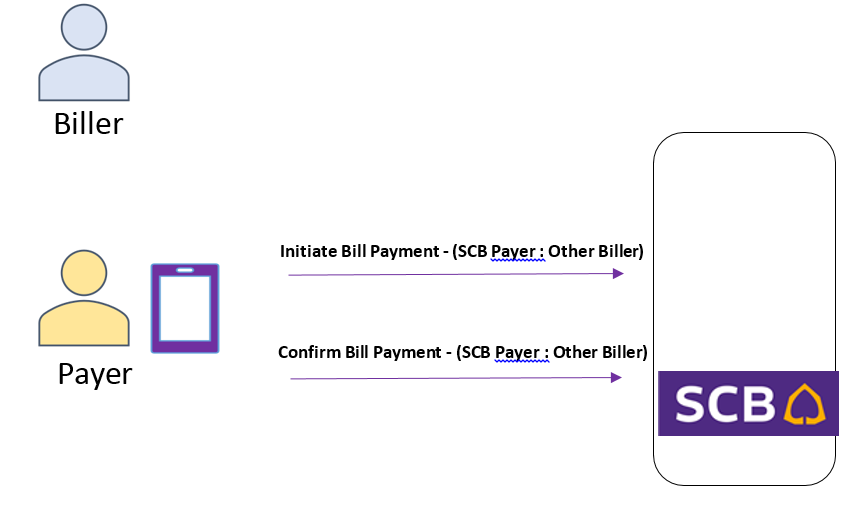 Biller
Initiate Bill Payment - (SCB Payer : Other Biller)
Payer
Confirm Bill Payment - (SCB Payer : Other Biller)
SCB